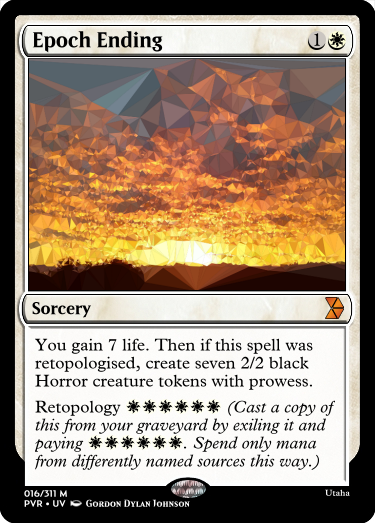 Epoch Ending
1
Sorcery
You gain 7 life. Then if this spell was
retopologised, create seven 2/2 black
Horror creature tokens with prowess.
Retopology (Cast a copy of
this from your graveyard by exiling it and
paying . Spend only mana
from differently named sources this way.)
016/311 M
Utaha
PVR • UV Gordon Dylan Johnson